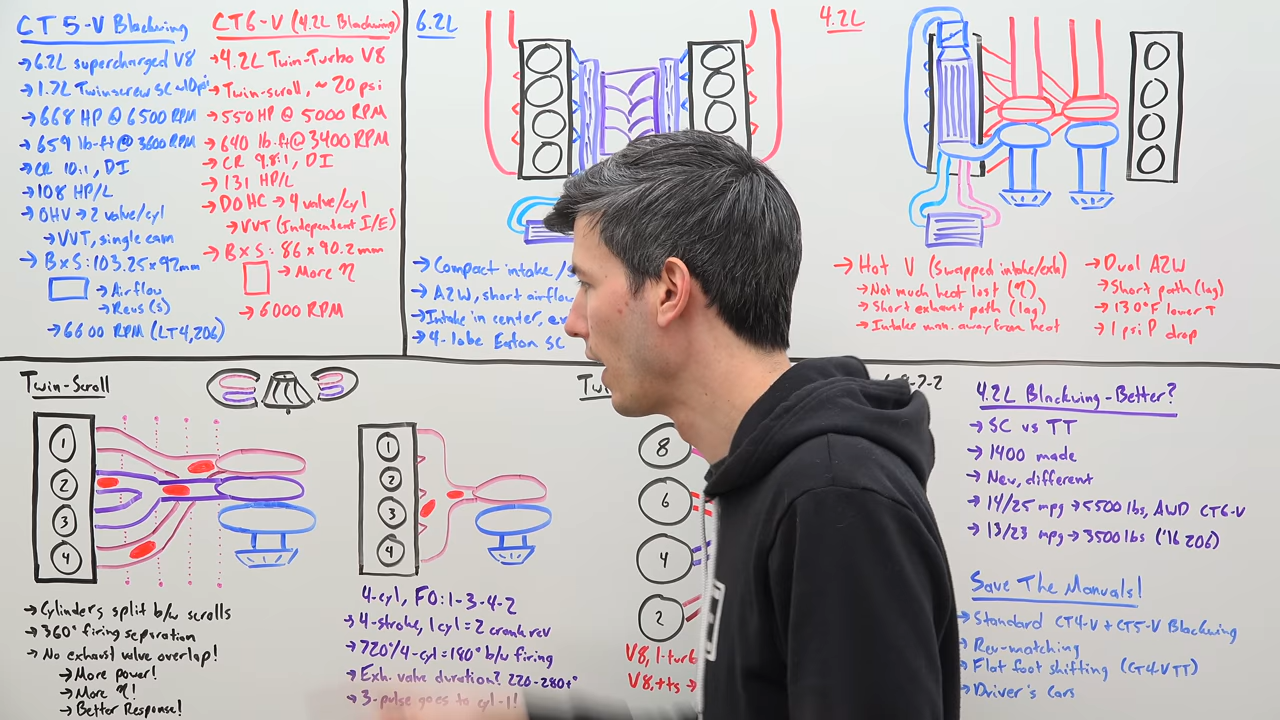 CT5-V Blackwing
→6.2L supercharged V8
→1.7L Twinscrew SC ~10psi
→668 HP @ 6500 RPM
→659 lb-ft @ 3600 RPM
→CR 10:1, DI
→108 HP/L
→OHV → 2 valve/cyl
→VVT, single cam
→BxS: 103.25x92mm
→Airflow
→Revs (s)
→6600 RPM (LT4, Z06)
CT6-V (4.2L Blackwing)
→4.2L Twin-Turbo V8
→Twin-scroll, ~20 psi
→550 HP @ 5000 RPM
→640 lb-ft @ 3400 RPM
→CR 9.8:1, DI
→131 HP/L
→DOHC → 4 valve/cyl
→VVT (Independent I/E)
→BxS: 86 x 90.2mm
→More η
→6000 RPM
6.2L
→Compact intake/s
→A2W, short airflow
→Intake in center, ex
→4-lobe Eaton SC
4.2L
→Hot V (swapped intake/exh)
→Not much heat lost (η)
→Short exhaust path (lag)
→Intake man. away from heat
→Dual A2W
→Short path (lag)
→130°F lower T
→1 psi P drop
Twin-Scroll
1
2
3
4
→Cylinders split b/w scrolls
→360° firing separation
→No exhaust valve overlap!
→More power!
→More η!
→Better Response!
1
2
3
4
4-cyl, FO: 1-3-4-2
→4-stroke, 1 cyl = 2 crank rev
→720°/4-cyl = 180° b/w firing
→Exh. valve duration? 220-280+°
→3-pulse goes to cyl-1!
8
6
4
2
V8, 1-turb
V8, +ts →
7-2
4.2L Blackwing-Better?
→SC vs TT
→1400 made
→New, different
→14/25 mpg → 5500 lbs, AWD CT6-V
→13/23 mpg → 3500 lbs ('16 Z06)
Save The Manuals!
→Standard CT4-V + CT5-V Blackwing
→Rev-matching
→Flat foot shifting (CT4-V TT)
→Driver's cars